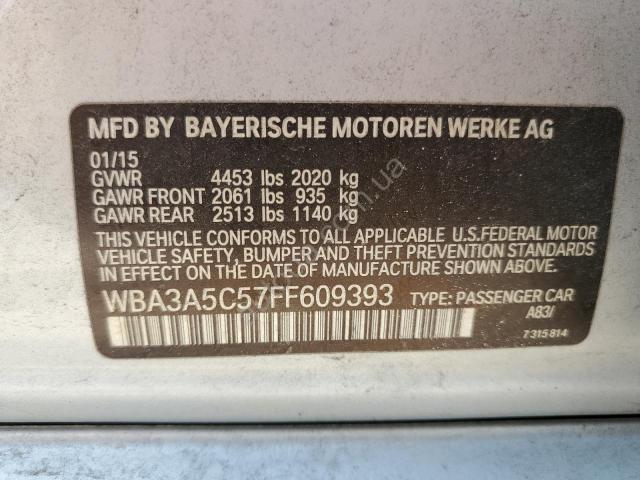 MFD BY BAYERISCHE MOTOREN WERKE AG
01/15
GVWR 4453 lbs 2020 kg
GAWR FRONT 2061 lbs 935 kg
GAWR REAR 2513 lbs 1140 kg
THIS VEHICLE CONFORMS TO ALL APPLICABLE U.S.FEDERAL MOTOR
VEHICLE SAFETY, BUMPER AND THEFT PREVENTION STANDARDS
IN EFFECT ON THE DATE OF MANUFACTURE SHOWN ABOVE.
WBA3A5C57FF609393 TYPE: PASSENGER CAR
A83/
7315814